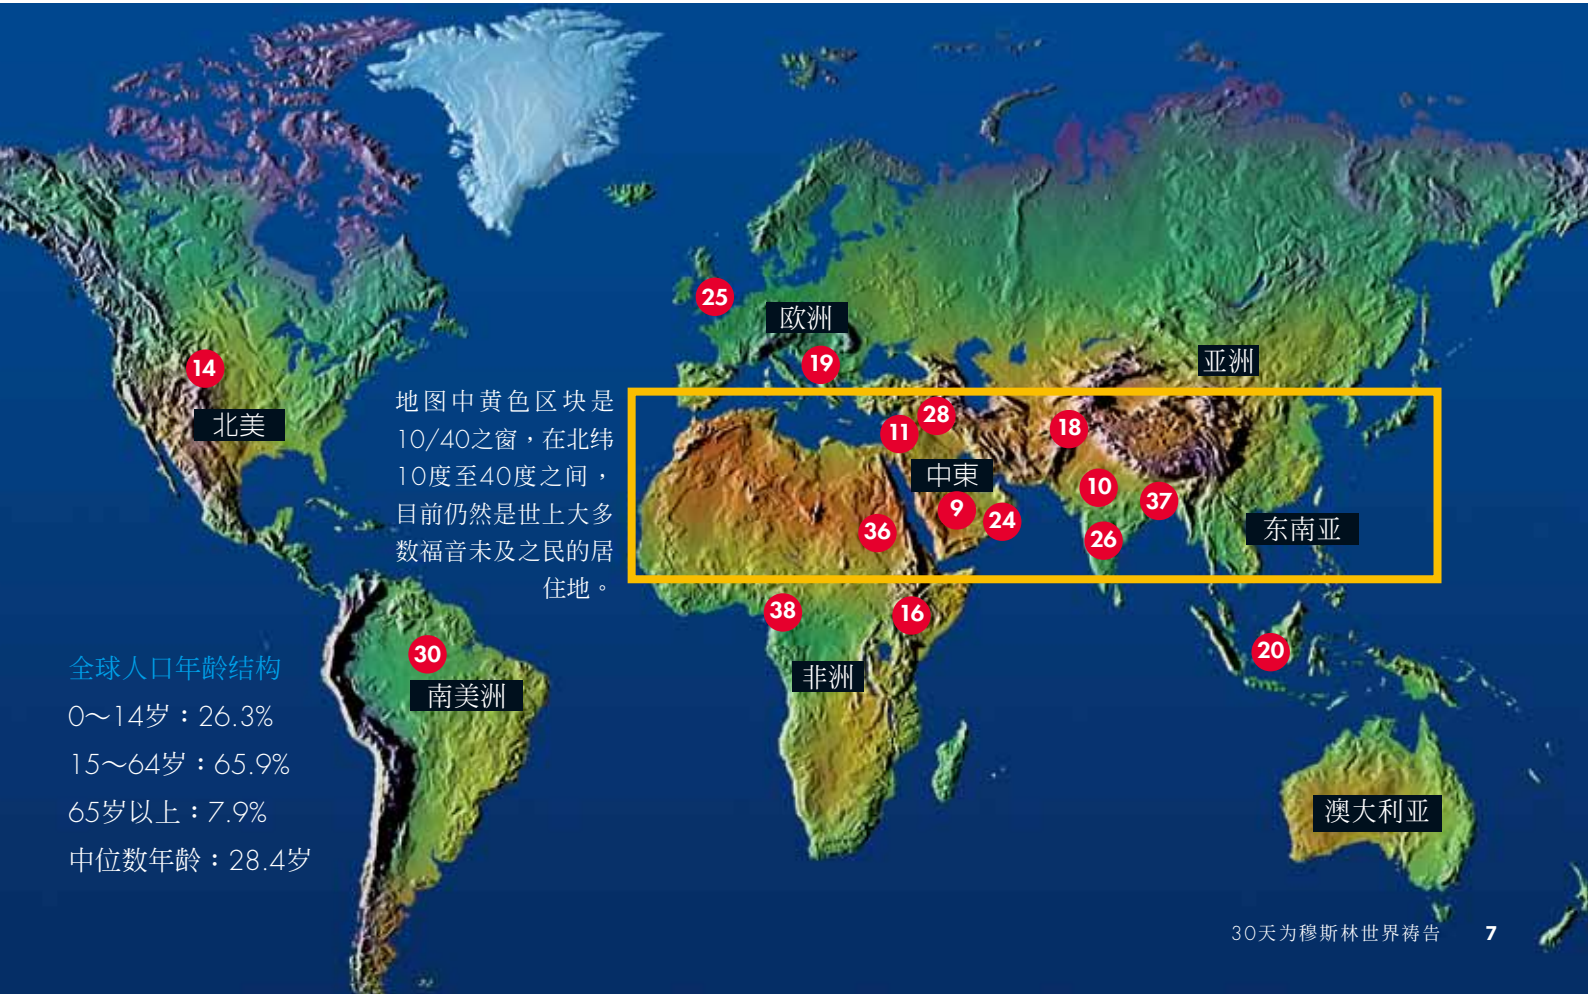 25
欧洲
19
亚洲
14
北美
地图中黄色区块是
10/40之窗，在北纬
10度至40度之间，
目前仍然是世上大多
数福音未及之民的居
住地。
28
11
18
中東
10
37
9
24
36
26
东南亚
38
16
20
30
南美洲
非洲
全球人口年龄结构
0～14岁：26.3%
15～64岁：65.9%
65岁以上：7.9%
中位数年龄：28.4岁
澳大利亚
30天为穆斯林世界祷告 7